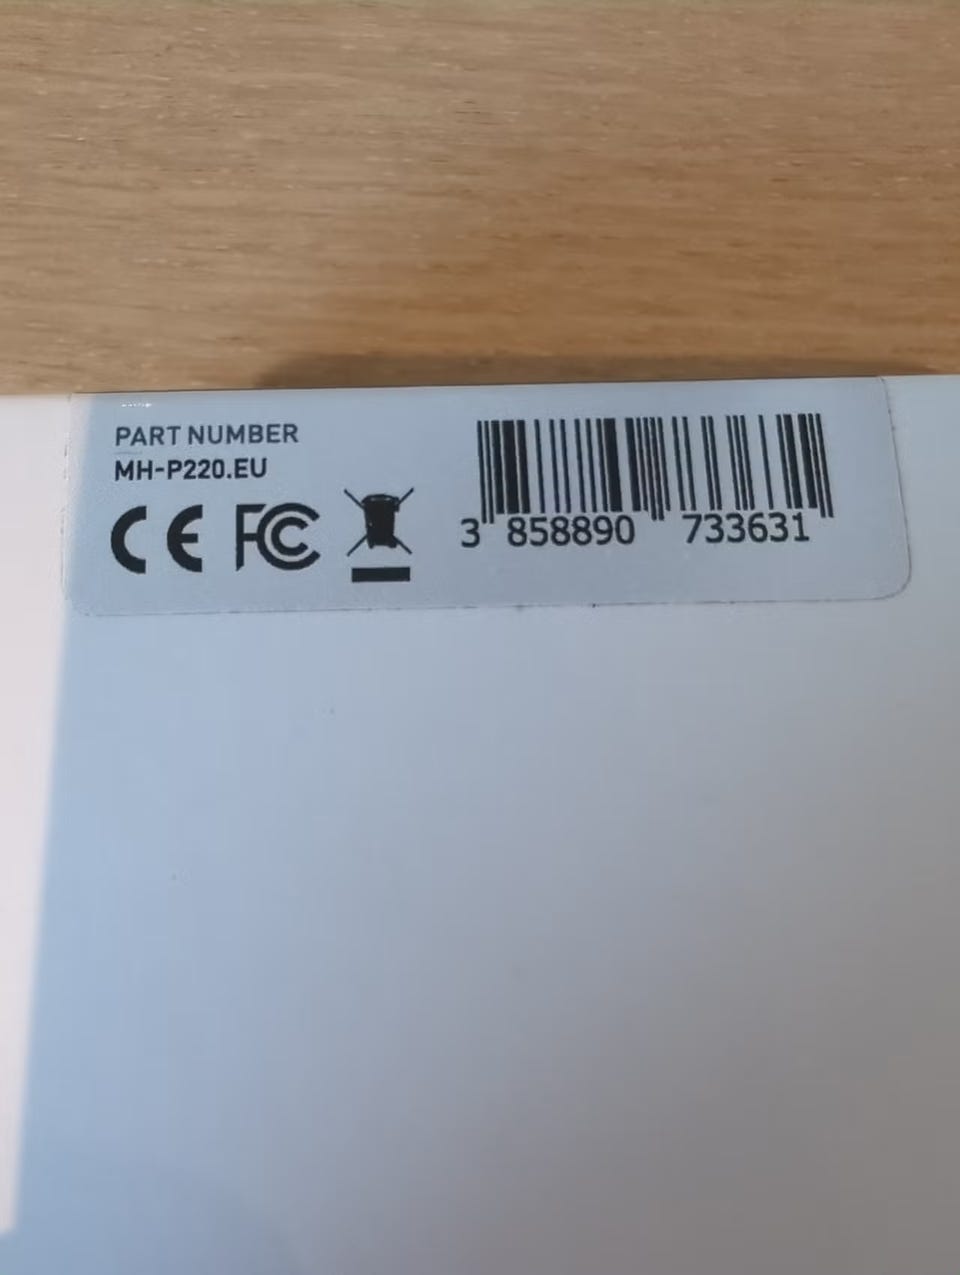 PART NUMBER
MH-P220.EU
CE FC
3 858890 733631